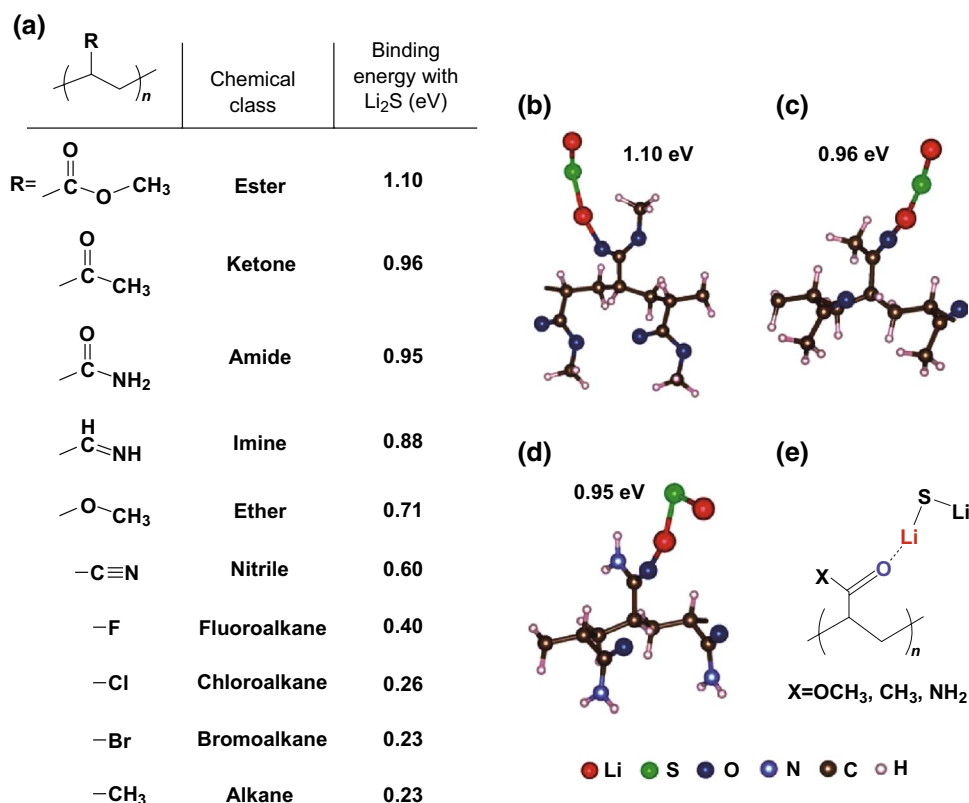 (a)
R
n
Chemical class
Binding energy with Li₂S (eV)
R= O C O CH₃ Ester 1.10
O C CH₃ Ketone 0.96
O C NH₂ Amide 0.95
H C NH Imine 0.88
O CH₃ Ether 0.71
C≡N Nitrile 0.60
–F Fluoroalkane 0.40
–Cl Chloroalkane 0.26
–Br Bromoalkane 0.23
–CH₃ Alkane 0.23
(b)
1.10 eV
(c)
0.96 eV
(d)
0.95 eV
(e)
S
Li Li
X O
n
X=OCH₃, CH₃, NH₂
Li S O N C H